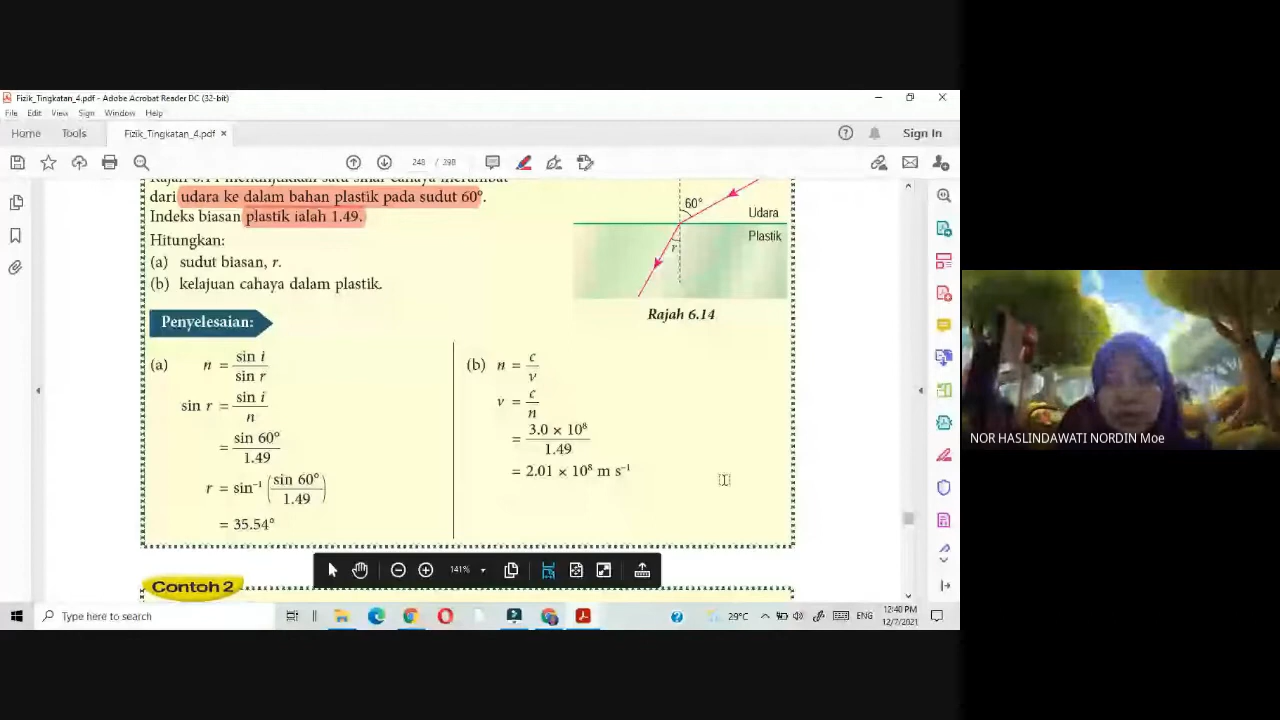 Fizik_Tingkatan_4.pdf - Adobe Acrobat Reader DC (32-bit)
File Edit View Sign Window Help
Home Tools Fizik_Tingkatan_4.pdf × Sign In
248 / 398
dari udara ke dalam bahan plastik pada sudut 60°.
Indeks biasan plastik ialah 1.49.
Hitungkan:
(a) sudut biasan, r.
(b) kelajuan cahaya dalam plastik.
60°
Udara
Plastik
r
Rajah 6.14
Penyelesaian:
(a) n = sin i / sin r
sin r = sin i / n
= sin 60° / 1.49
r = sin⁻¹ (sin 60° / 1.49)
= 35.54°
(b) n = c / v
v = c / n
= 3.0 × 10⁸ / 1.49
= 2.01 × 10⁸ m s⁻¹
NOR HASLINDAWATI NORDIN Moe
141%
Contoh 2
Type here to search
29°C
ENG
12:40 PM
12/7/2021